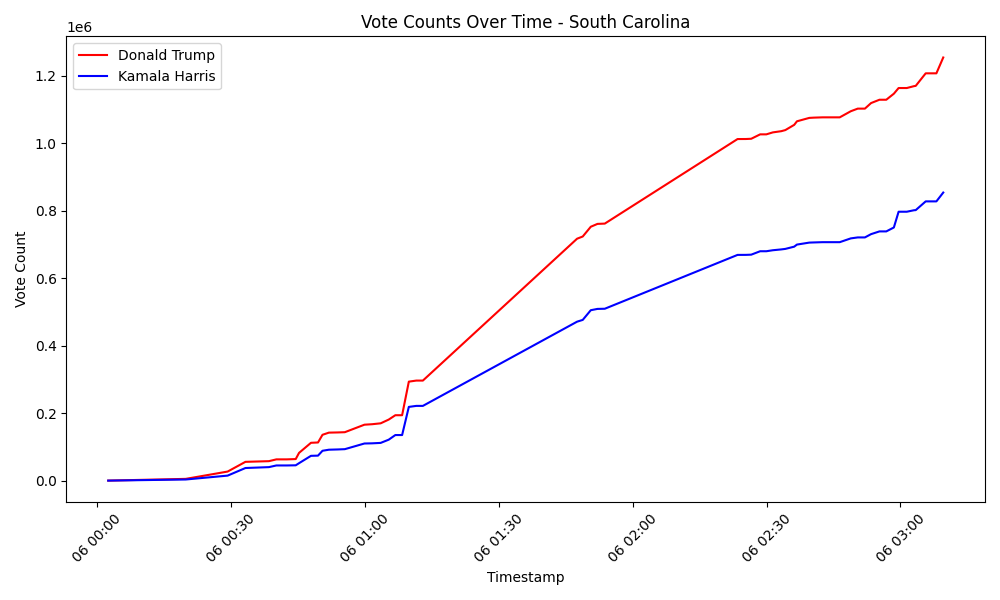 Vote Counts Over Time - South Carolina
1e6
Donald Trump
Kamala Harris
1.2
1.0
0.8
0.6
0.4
0.2
0.0
Vote Count
06 00:00
06 00:30
06 01:00
06 01:30
06 02:00
06 02:30
06 03:00
Timestamp